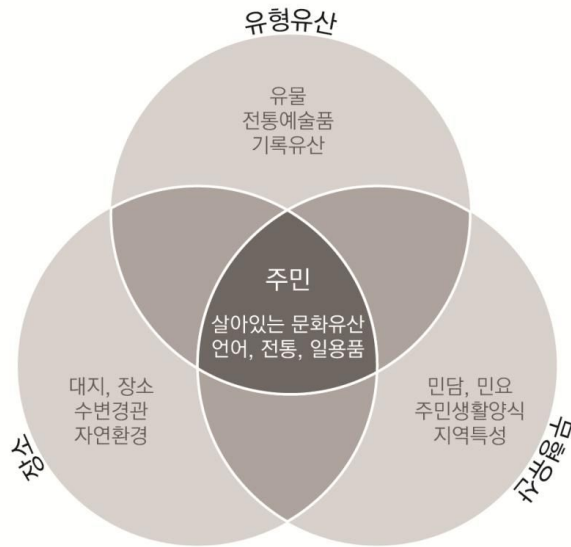 유형유산
유물
전통예술품
기록유산
주민
살아있는 문화유산
언어, 전통, 일용품
대지, 장소
수변경관
자연환경
민담, 민요
주민생활양식
지역특성
장소
무형유산